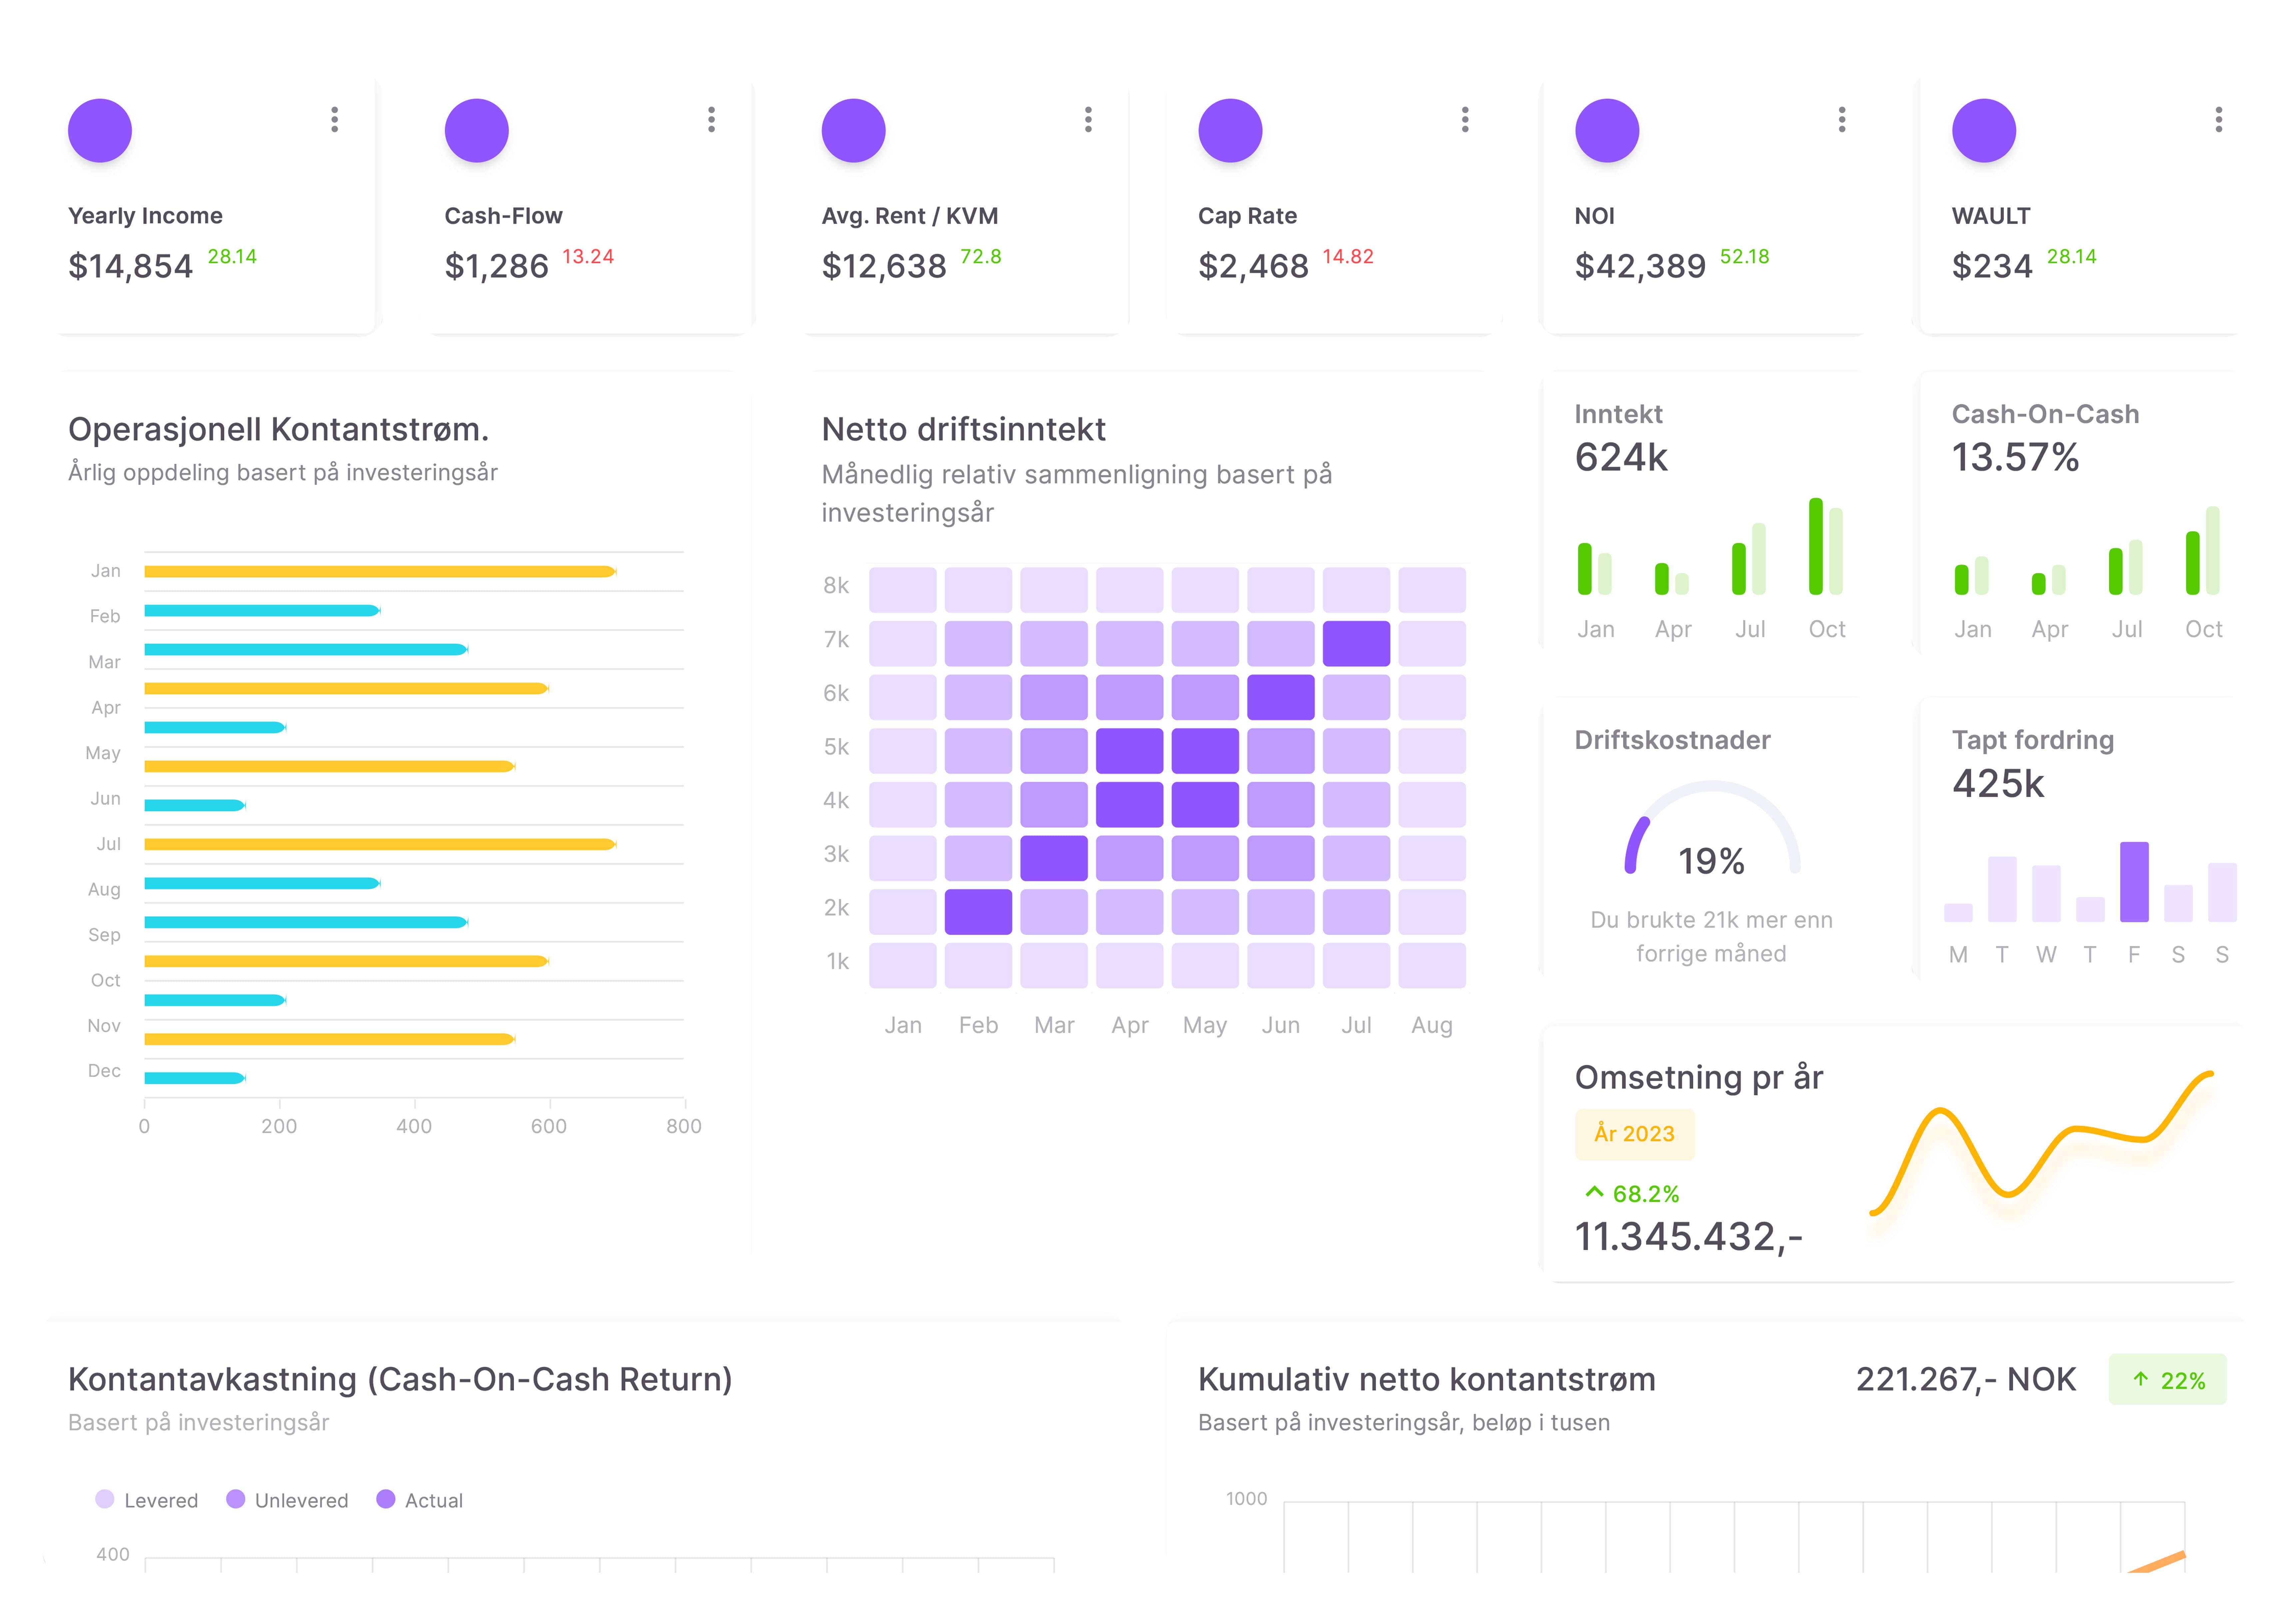 Yearly Income
$14,854 28.14
Cash-Flow
$1,286 13.24
Avg. Rent / KVM
$12,638 72.8
Cap Rate
$2,468 14.82
NOI
$42,389 52.18
WAULT
$234 28.14
Operasjonell Kontantstrøm.
Årlig oppdeling basert på investeringsår
Jan
Feb
Mar
Apr
May
Jun
Jul
Aug
Sep
Oct
Nov
Dec
0 200 400 600 800
Netto driftsinntekt
Månedlig relativ sammenligning basert på
investeringsår
8k
7k
6k
5k
4k
3k
2k
1k
Jan Feb Mar Apr May Jun Jul Aug
Inntekt
624k
Jan Apr Jul Oct
Cash-On-Cash
13.57%
Jan Apr Jul Oct
Driftskostnader
19%
Du brukte 21k mer enn
forrige måned
Tapt fordring
425k
M T W T F S S
Omsetning pr år
År 2023
68.2%
11.345.432,-
Kontantavkastning (Cash-On-Cash Return)
Basert på investeringsår
Levered Unlevered Actual
400
Kumulativ netto kontantstrøm
Basert på investeringsår, beløp i tusen
221.267,- NOK
22%
1000